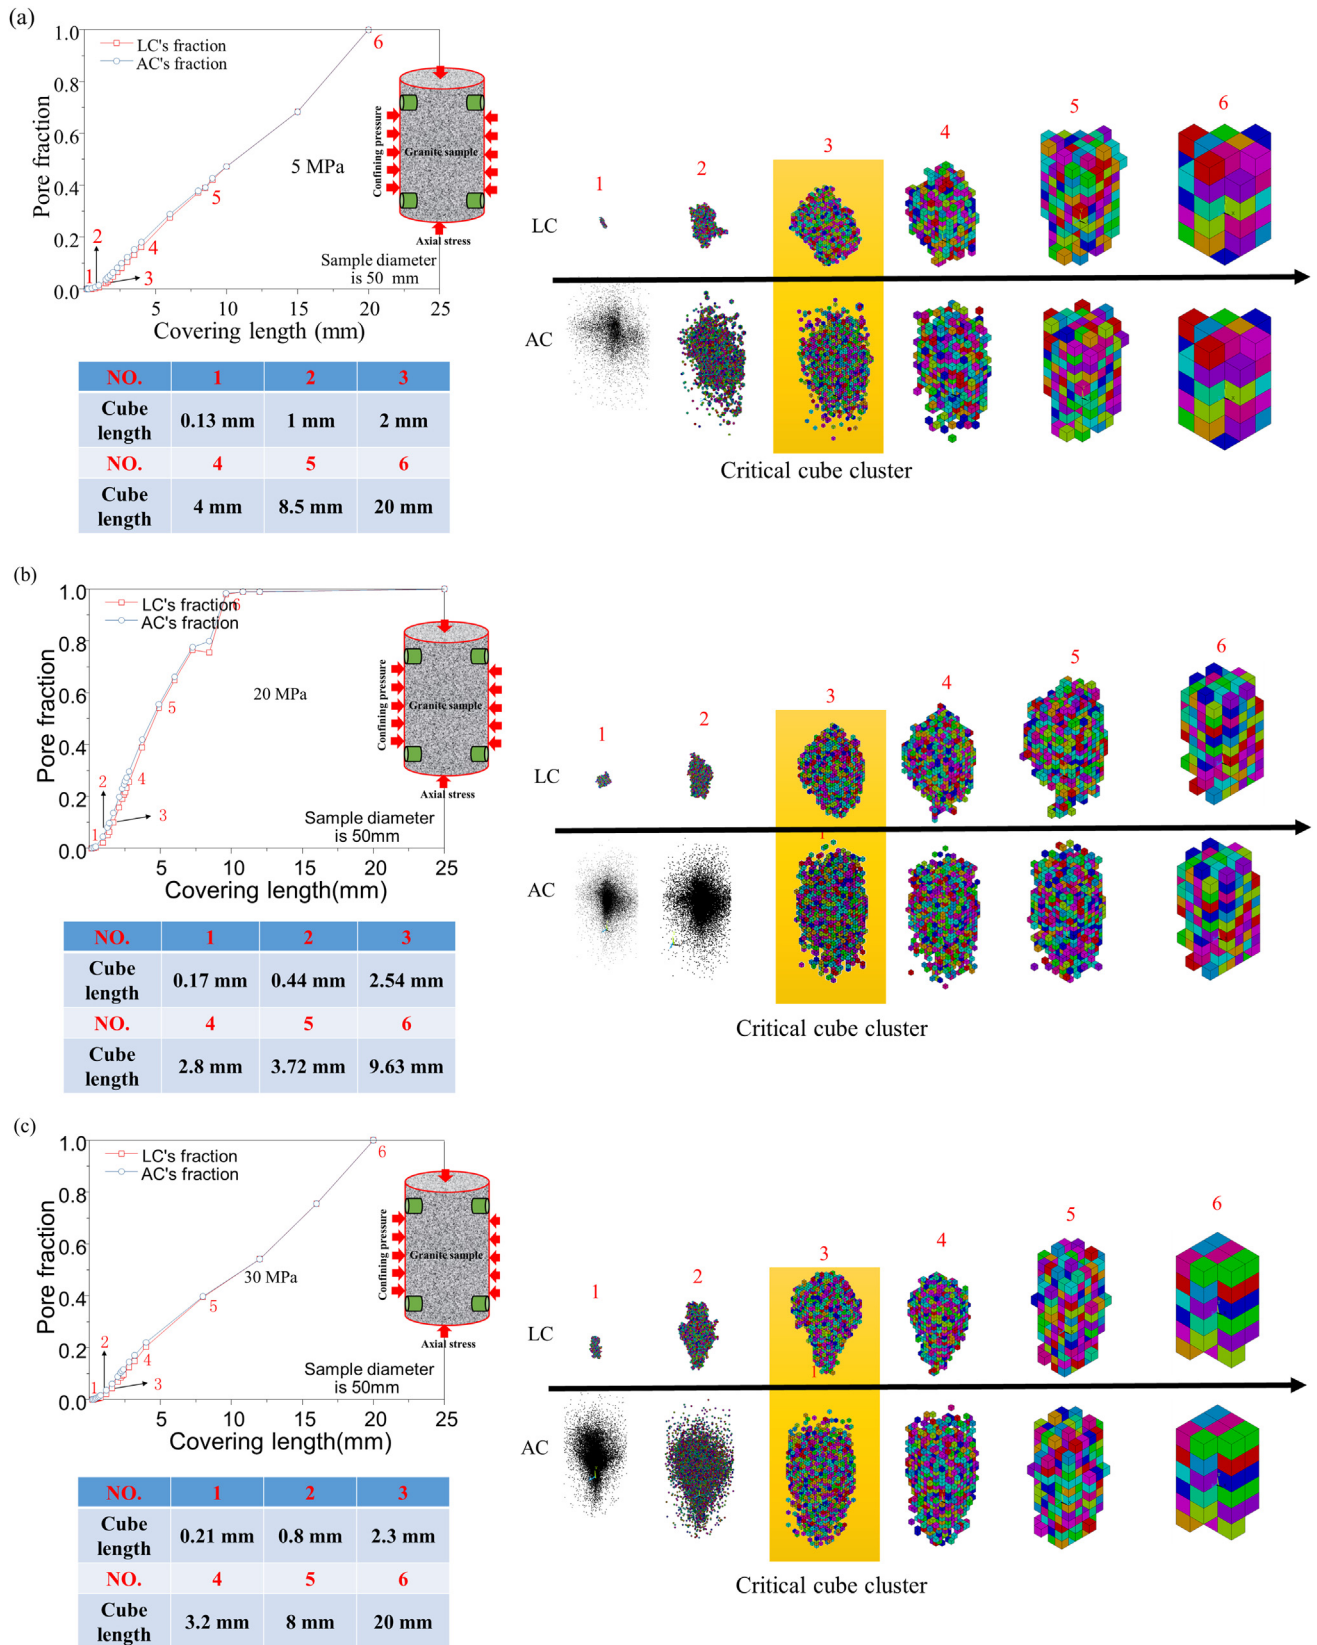 (a)
1.0
0.8
0.6
0.4
0.2
0.0
Pore fraction
LC's fraction
AC's fraction
5 MPa
1
2
3
4
5
6
Sample diameter
is 50 mm
5
10
15
20
25
Covering length (mm)
Confining pressure
Granite sample
Axial stress
NO. 1 2 3
Cube length 0.13 mm 1 mm 2 mm
NO. 4 5 6
Cube length 4 mm 8.5 mm 20 mm
1
2
3
4
5
6
LC
AC
Critical cube cluster
(b)
1.0
0.8
0.6
0.4
0.2
0.0
Pore fraction
LC's fraction
AC's fraction
20 MPa
1
2
3
4
5
6
Sample diameter
is 50mm
5
10
15
20
25
Covering length(mm)
Confining pressure
Granite sample
Axial stress
NO. 1 2 3
Cube length 0.17 mm 0.44 mm 2.54 mm
NO. 4 5 6
Cube length 2.8 mm 3.72 mm 9.63 mm
1
2
3
4
5
6
LC
1
AC
Critical cube cluster
(c)
1.0
0.8
0.6
0.4
0.2
0.0
Pore fraction
LC's fraction
AC's fraction
30 MPa
1
2
3
4
5
6
Sample diameter
is 50mm
5
10
15
20
25
Covering length(mm)
Confining pressure
Granite sample
Axial stress
NO. 1 2 3
Cube length 0.21 mm 0.8 mm 2.3 mm
NO. 4 5 6
Cube length 3.2 mm 8 mm 20 mm
1
2
3
4
5
6
LC
1
AC
Critical cube cluster